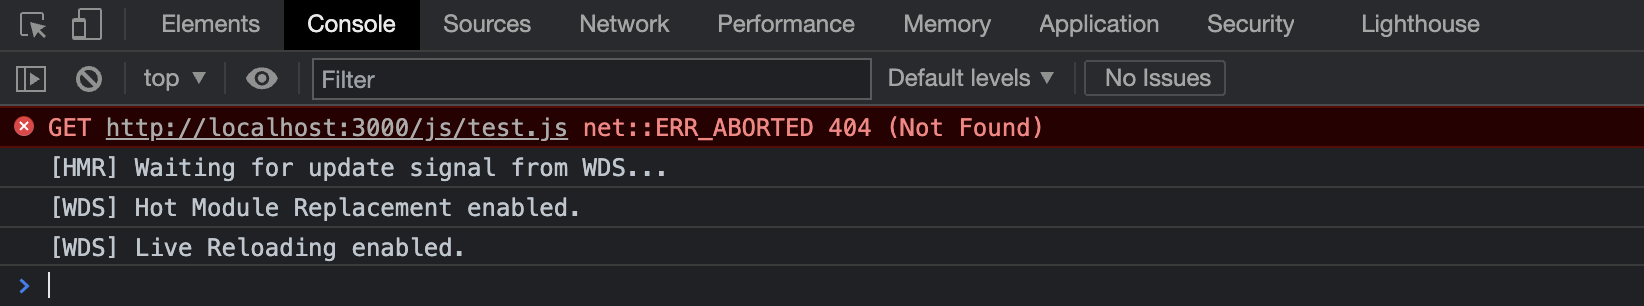 Elements Console Sources Network Performance Memory Application Security Lighthouse
top Filter Default levels No Issues
GET http://localhost:3000/js/test.js net::ERR_ABORTED 404 (Not Found)
[HMR] Waiting for update signal from WDS...
[WDS] Hot Module Replacement enabled.
[WDS] Live Reloading enabled.